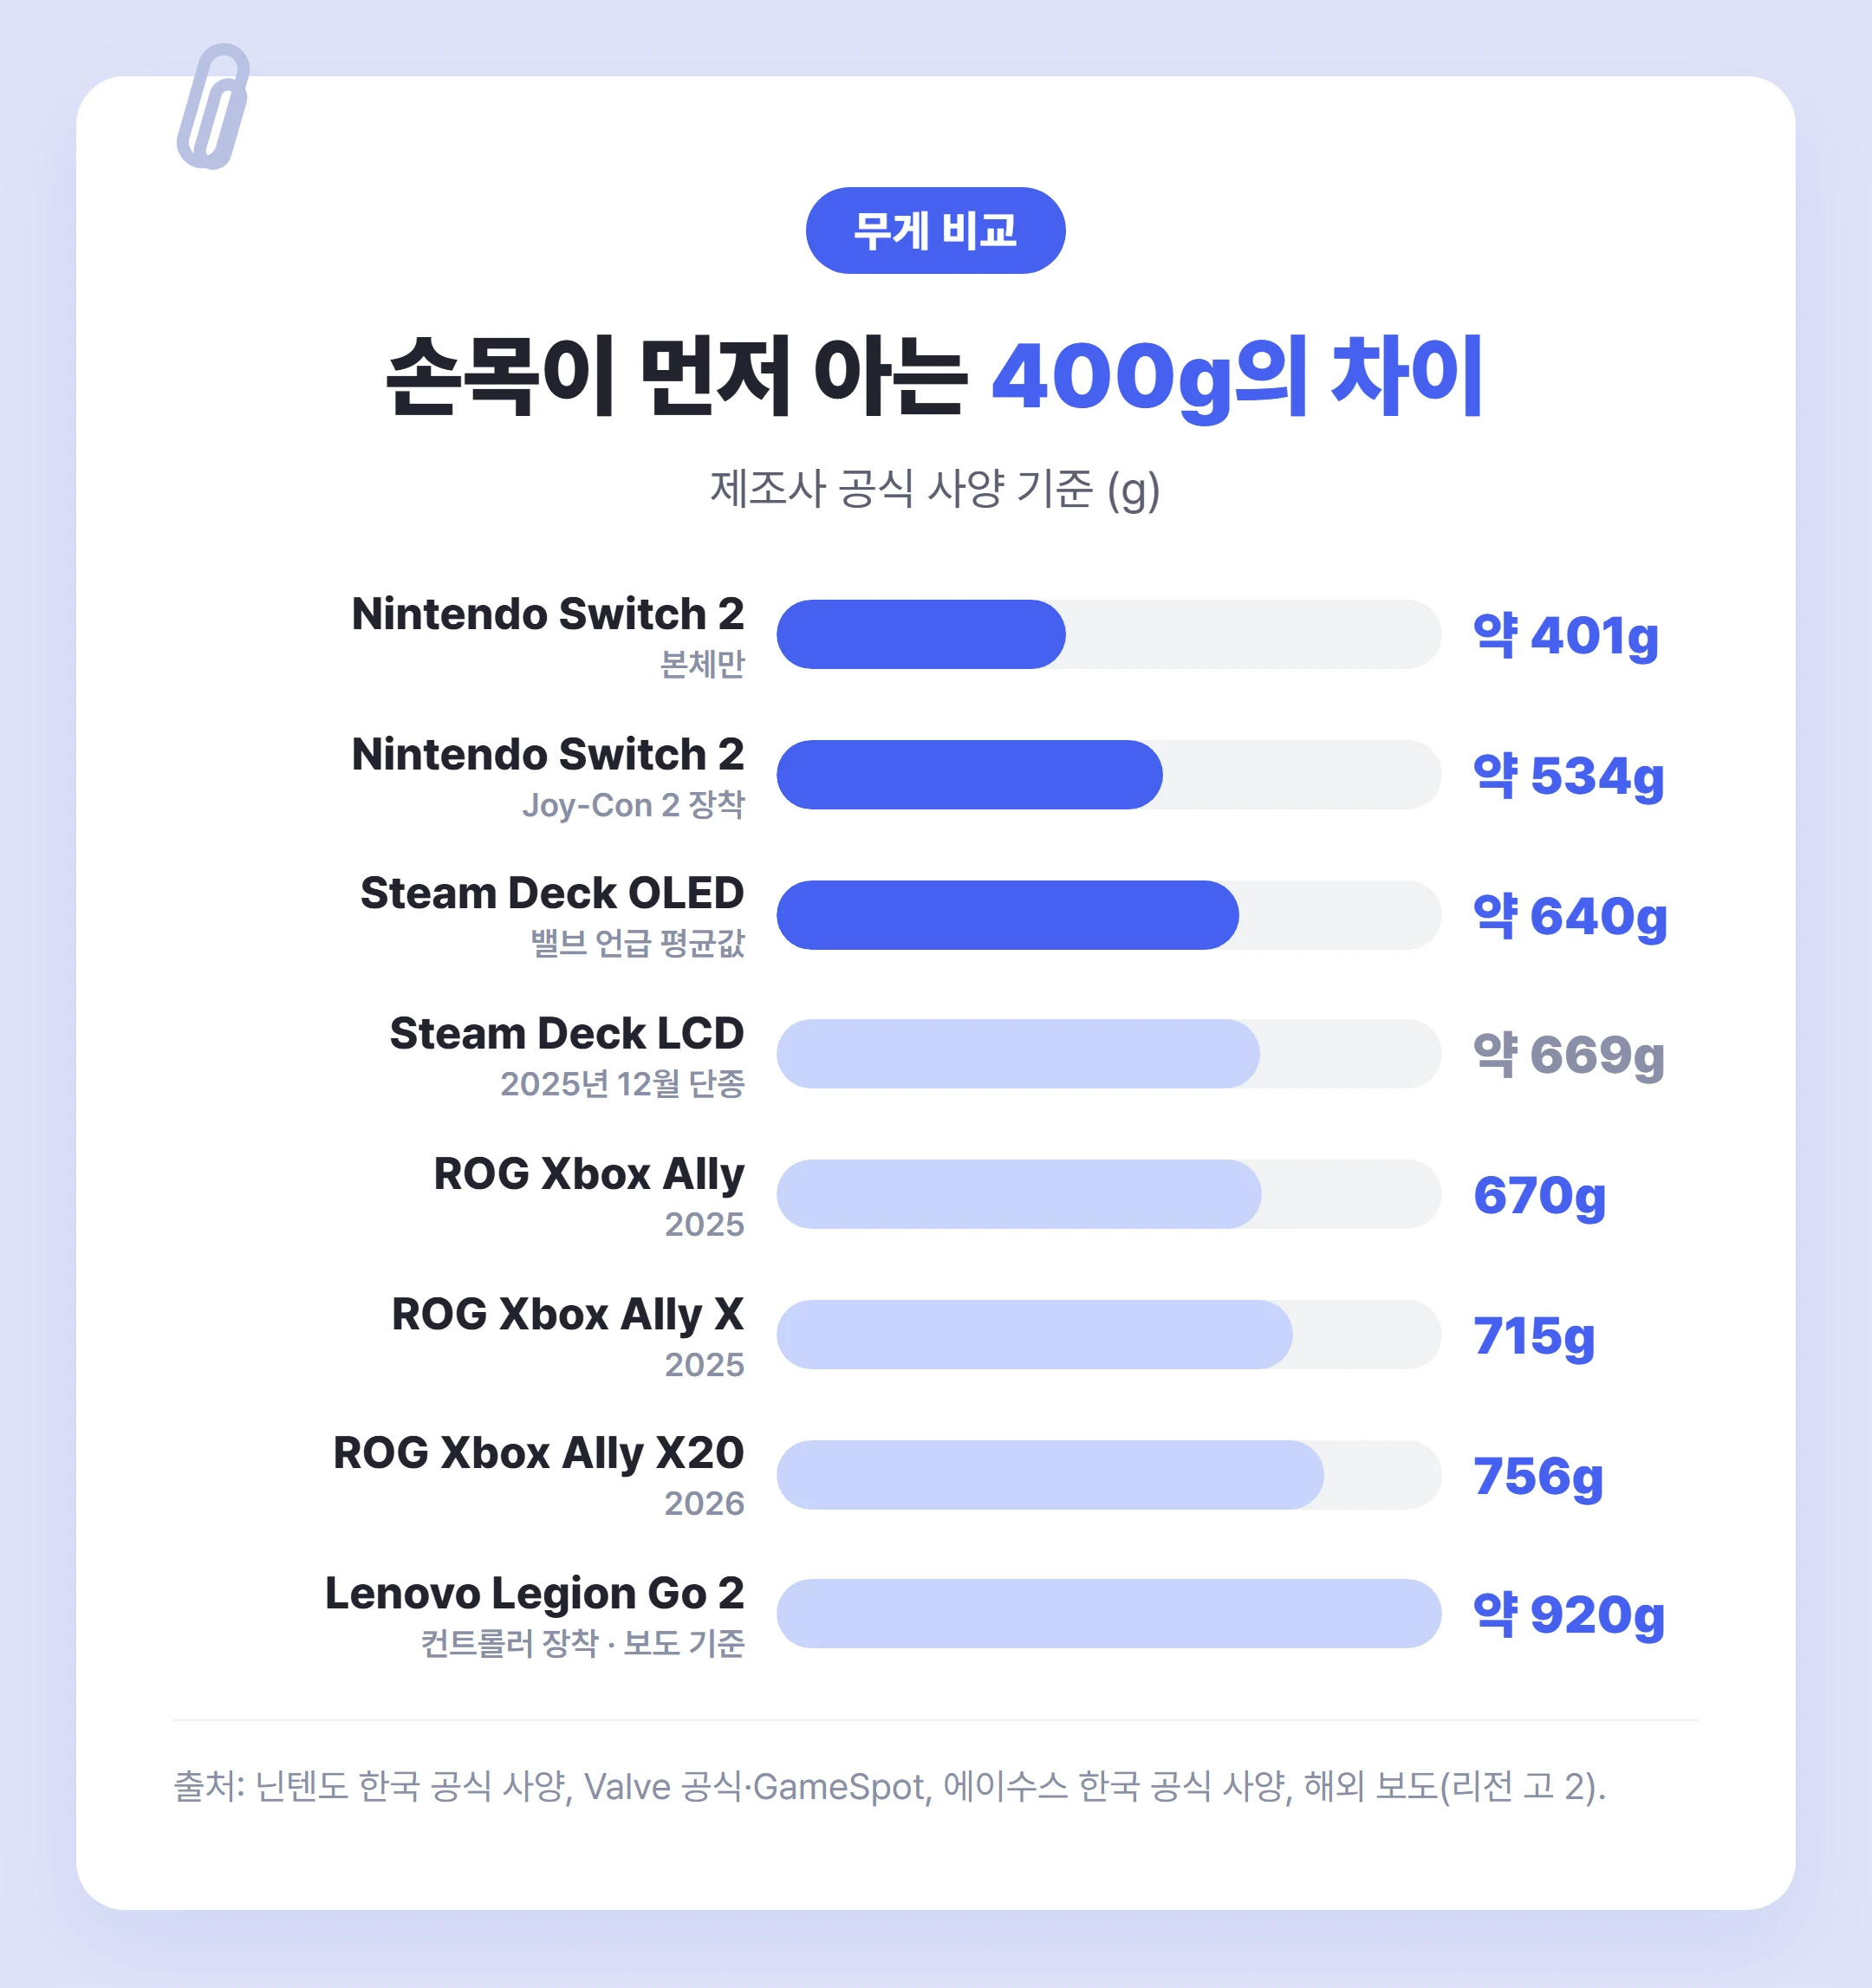 무게 비교
손목이 먼저 아는 400g의 차이
제조사 공식 사양 기준 (g)
Nintendo Switch 2
본체만
약 401g
Nintendo Switch 2
Joy-Con 2 장착
약 534g
Steam Deck OLED
밸브 언급 평균값
약 640g
Steam Deck LCD
2025년 12월 단종
약 669g
ROG Xbox Ally
2025
670g
ROG Xbox Ally X
2025
715g
ROG Xbox Ally X20
2026
756g
Lenovo Legion Go 2
컨트롤러 장착 · 보도 기준
약 920g
출처: 닌텐도 한국 공식 사양, Valve 공식·GameSpot, 에이수스 한국 공식 사양, 해외 보도(리전 고 2).